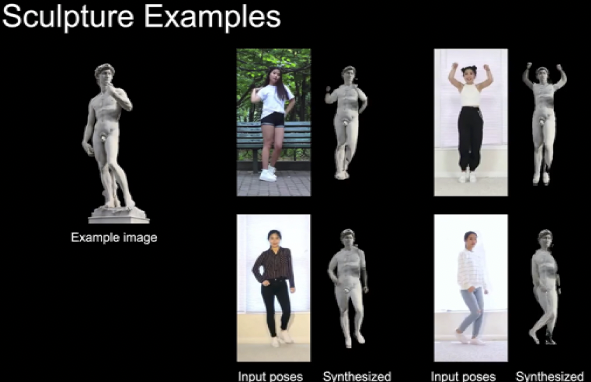 Sculpture Examples
Example image
Input poses
Synthesized
Input poses
Synthesized